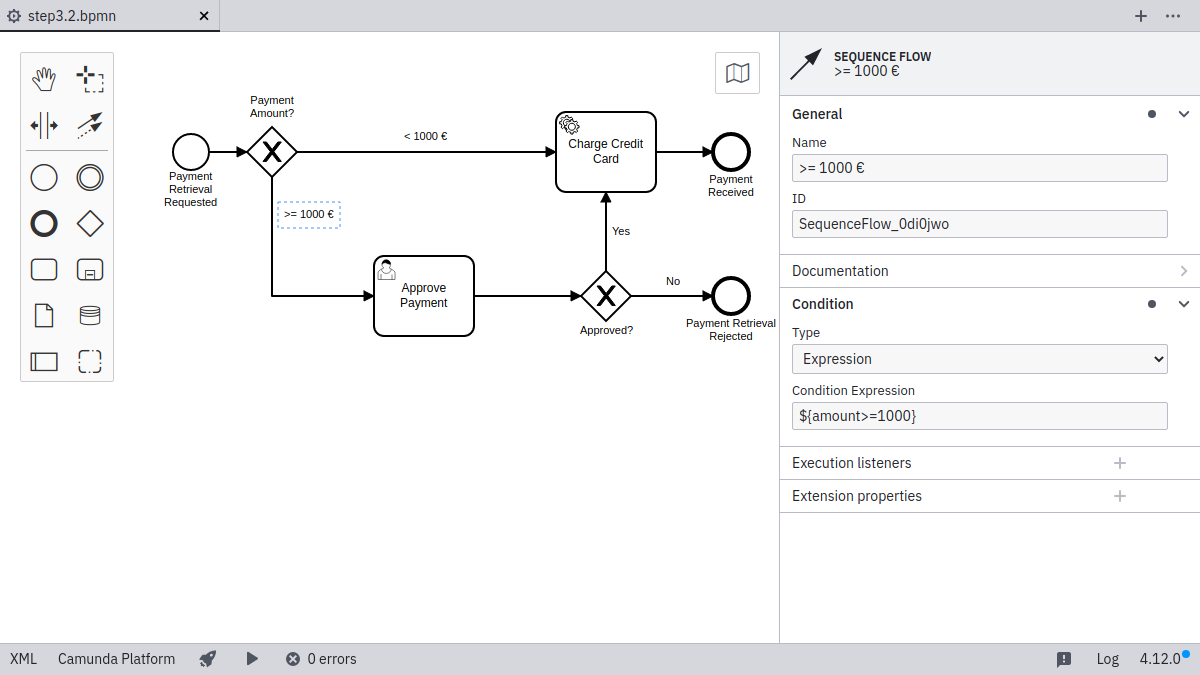 step3.2.bpmn
Payment
Amount?
Payment
Retrieval
Requested
< 1000 €
>= 1000 €
Charge Credit
Card
Payment
Received
Yes
Approve
Payment
Approved?
No
Payment Retrieval
Rejected
SEQUENCE FLOW
>= 1000 €
General
Name
>= 1000 €
ID
SequenceFlow_0di0jwo
Documentation
Condition
Type
Expression
Condition Expression
${amount>=1000}
Execution listeners
Extension properties
XML Camunda Platform 0 errors Log 4.12.0